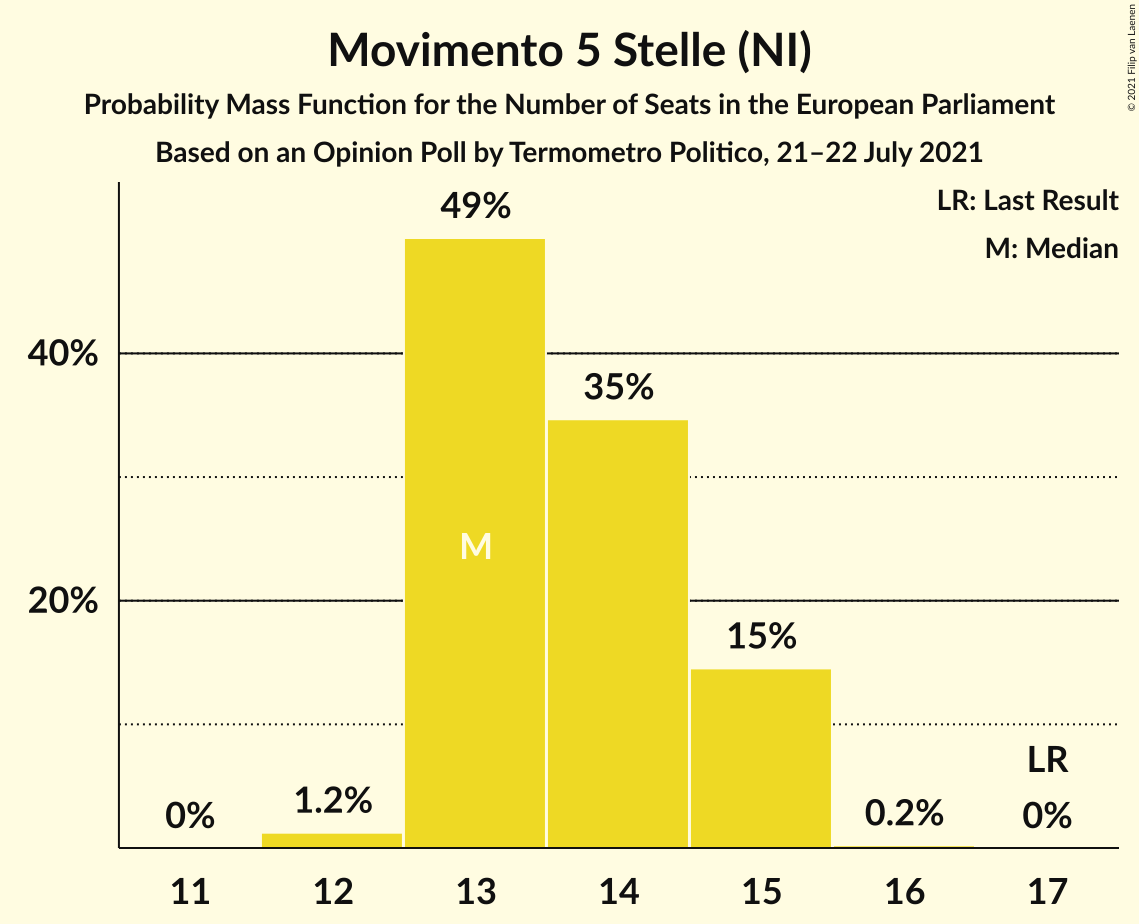 Movimento 5 Stelle (NI)
Probability Mass Function for the Number of Seats in the European Parliament
Based on an Opinion Poll by Termometro Politico, 21–22 July 2021
© 2021 Filip van Laenen
LR: Last Result
M: Median
49%
40%
35%
M
20%
15%
LR
0%
1.2%
0.2%
0%
11
12
13
14
15
16
17